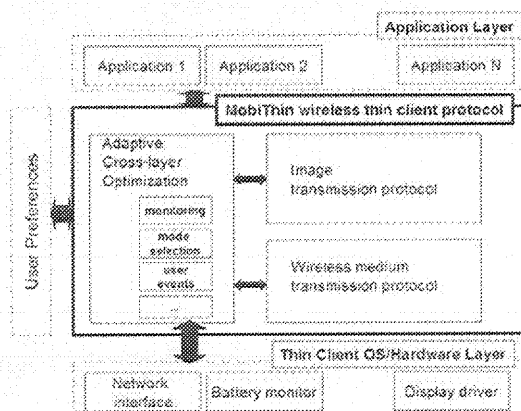 Application Layer
Application 1
Application 2
Application N
MobiThin wireless thin client protocol
User Preferences
Adaptive
Cross-layer
Optimization
monitoring
mode
selection
user
events
...
Image
transmission protocol
Wireless medium
transmission protocol
Thin Client OS/Hardware Layer
Network
interface
Battery monitor
Display driver